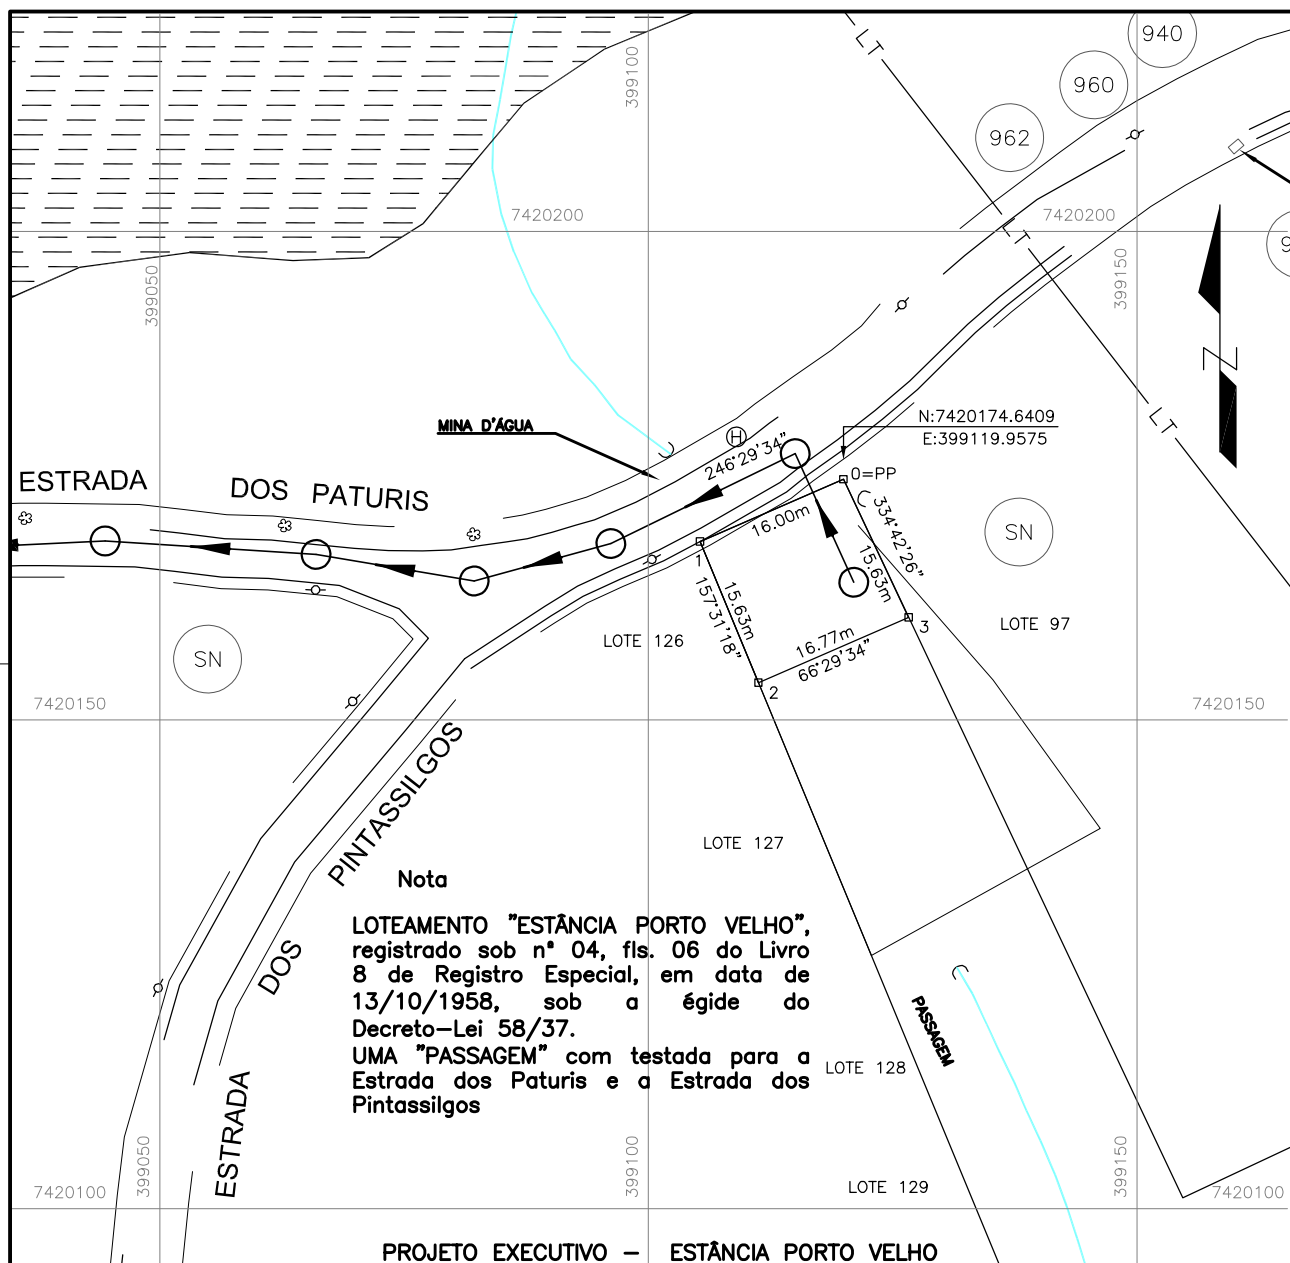 940
960
962
LT
399100
7420200
7420200
LT
399050
399150
9
N
N:7420174.6409
E:399119.9575
LT
MINA D'ÁGUA
H
246°29'34"
0=PP
ESTRADA DOS PATURIS
16.00m
334°42'26"
15.63m
SN
1
15.63m
157°31'18"
LOTE 126
16.77m
66°29'34"
3
LOTE 97
SN
2
7420150
7420150
ESTRADA DOS PINTASSILGOS
LOTE 127
Nota
LOTEAMENTO "ESTÂNCIA PORTO VELHO",
registrado sob nª 04, fls. 06 do Livro
8 de Registro Especial, em data de
13/10/1958, sob a égide do
Decreto-Lei 58/37.
UMA "PASSAGEM" com testada para a
Estrada dos Paturis e a Estrada dos
Pintassilgos
PASSAGEM
LOTE 128
399050
399100
399150
LOTE 129
7420100
7420100
PROJETO EXECUTIVO - ESTÂNCIA PORTO VELHO